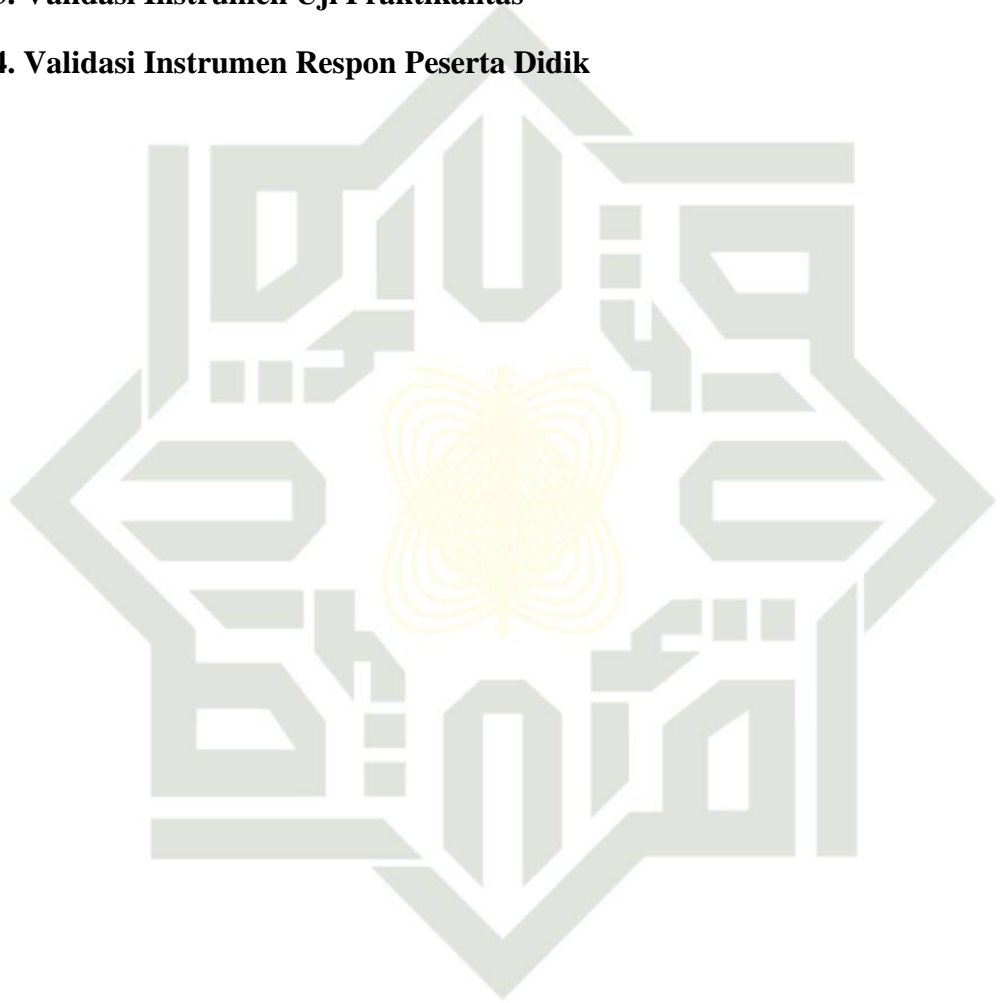 3. Validasi Instrumen Uji Praktikalitas
4. Validasi Instrumen Respon Peserta Didik